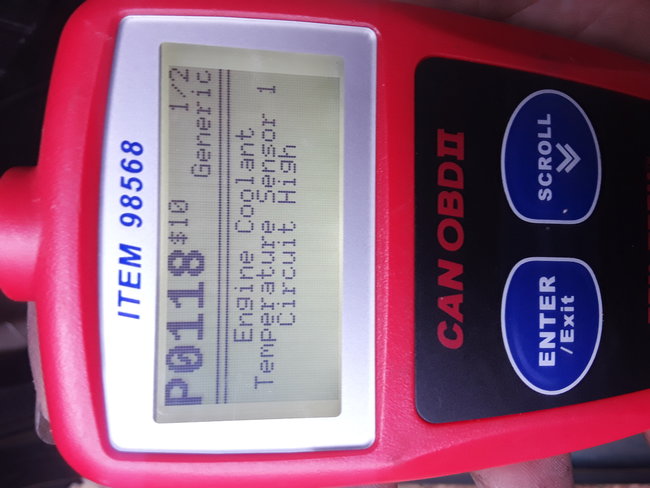 ITEM 98568
P0118 $10 1/2
Generic
Engine Coolant
Temperature Sensor 1
Circuit High
CAN OBDII
ENTER
/Exit
SCROLL